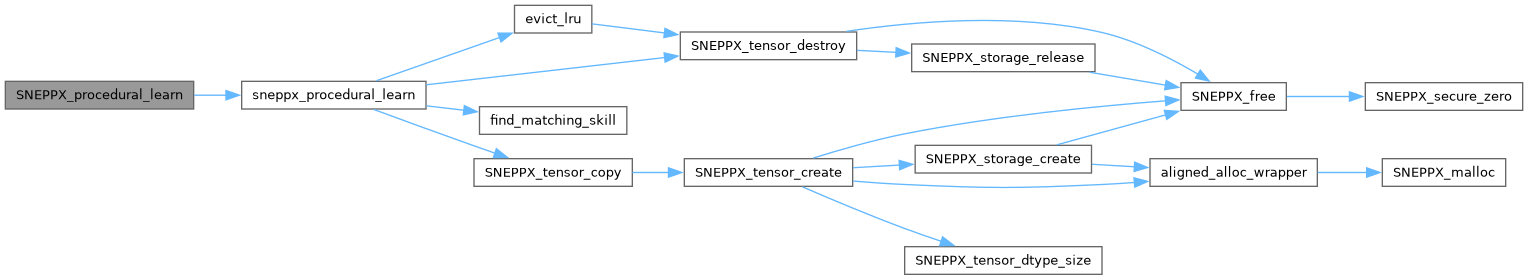 SNEPPX_procedural_learn
sneppx_procedural_learn
evict_lru
SNEPPX_tensor_destroy
find_matching_skill
SNEPPX_tensor_copy
SNEPPX_storage_release
SNEPPX_tensor_create
SNEPPX_storage_create
SNEPPX_free
SNEPPX_secure_zero
aligned_alloc_wrapper
SNEPPX_malloc
SNEPPX_tensor_dtype_size